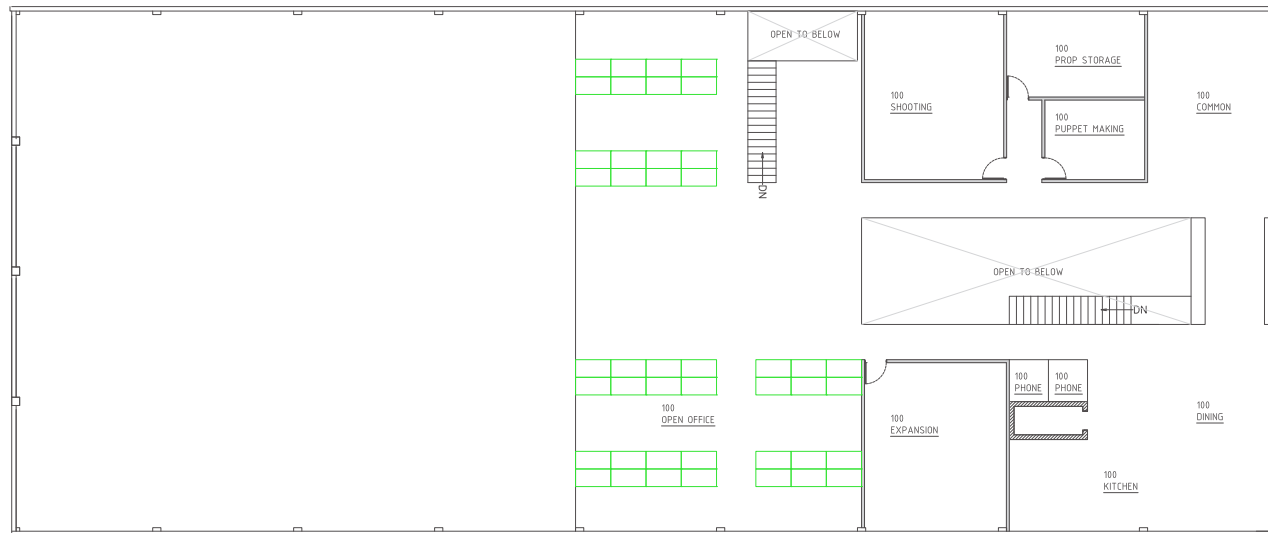 OPEN TO BELOW
100
PROP STORAGE
100
SHOOTING
100
COMMON
100
PUPPET MAKING
DN
OPEN TO BELOW
DN
100
PHONE
100
PHONE
100
OPEN OFFICE
100
EXPANSION
100
DINING
100
KITCHEN